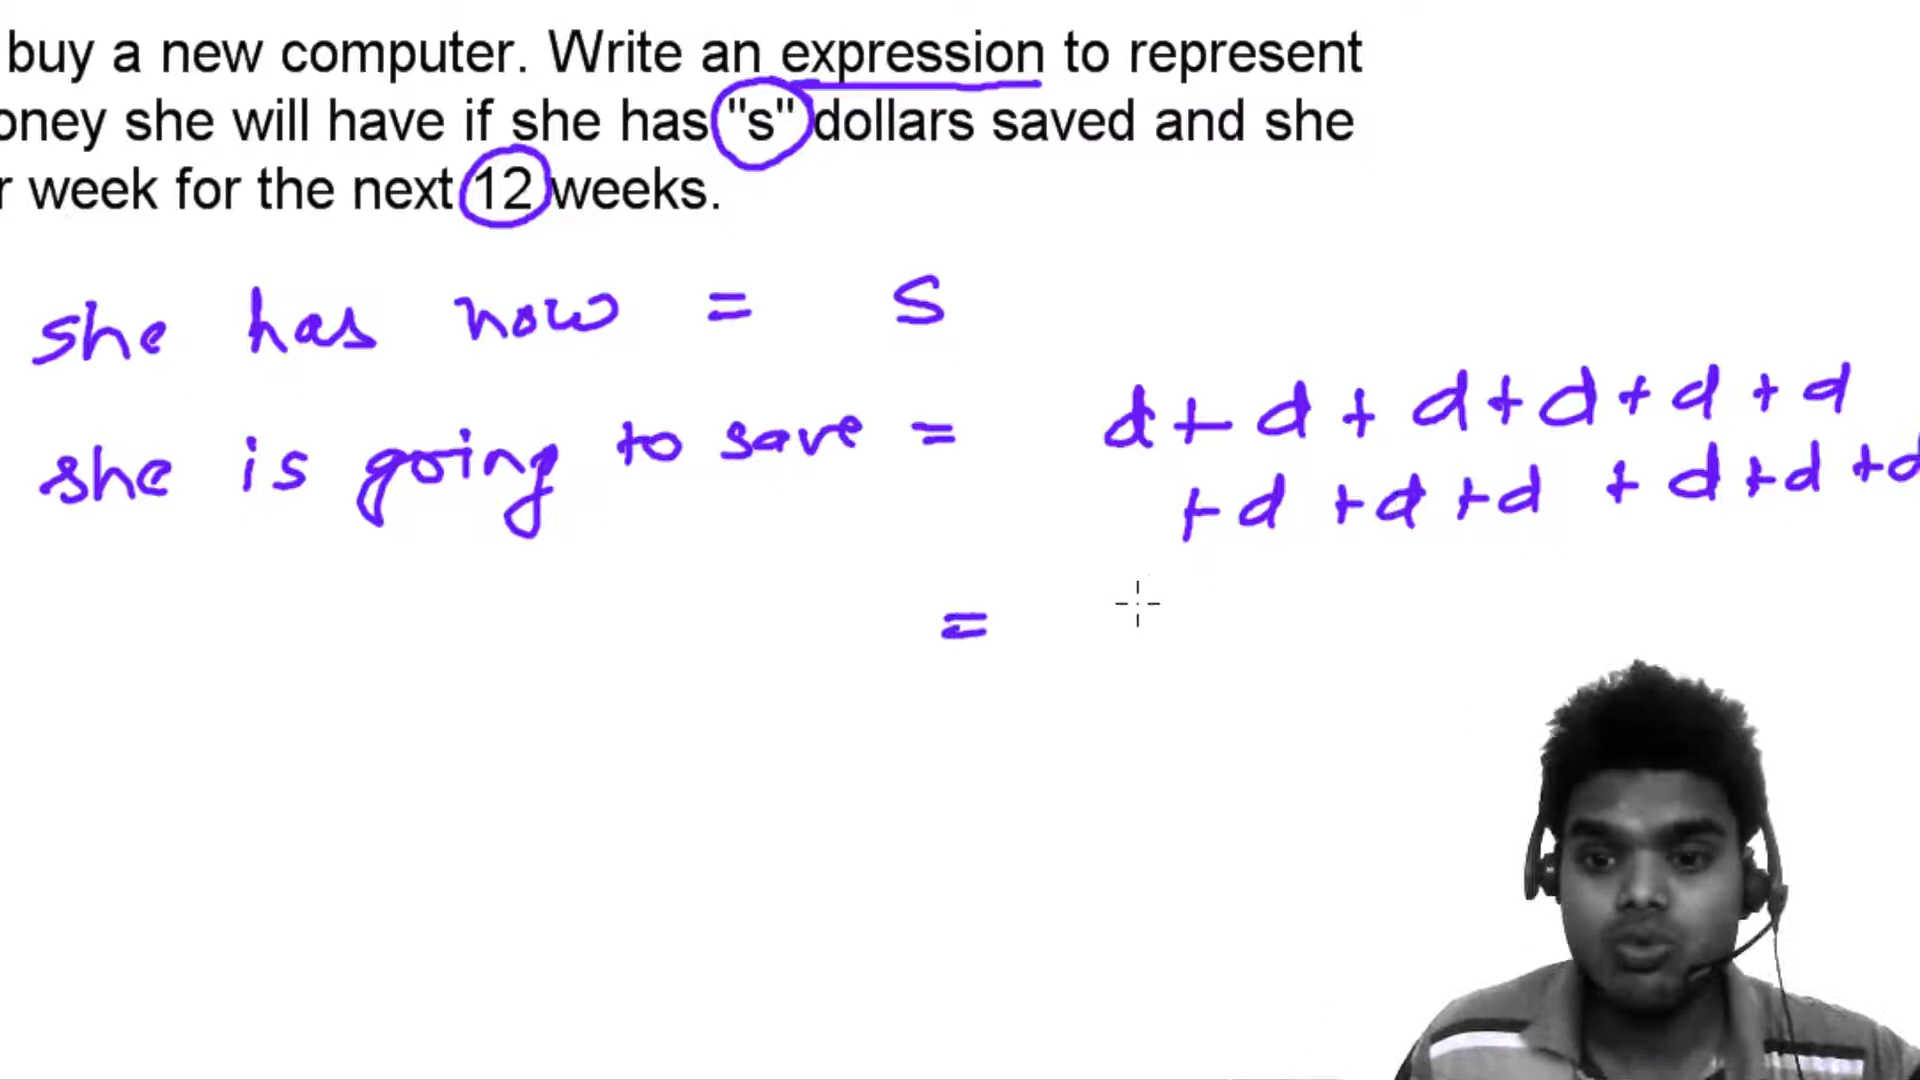 buy a new computer. Write an expression to represent
oney she will have if she has "s" dollars saved and she
r week for the next 12 weeks.
she has now = s
she is going to save = d + d + d + d + d + d
+ d + d + d + d + d + d
=